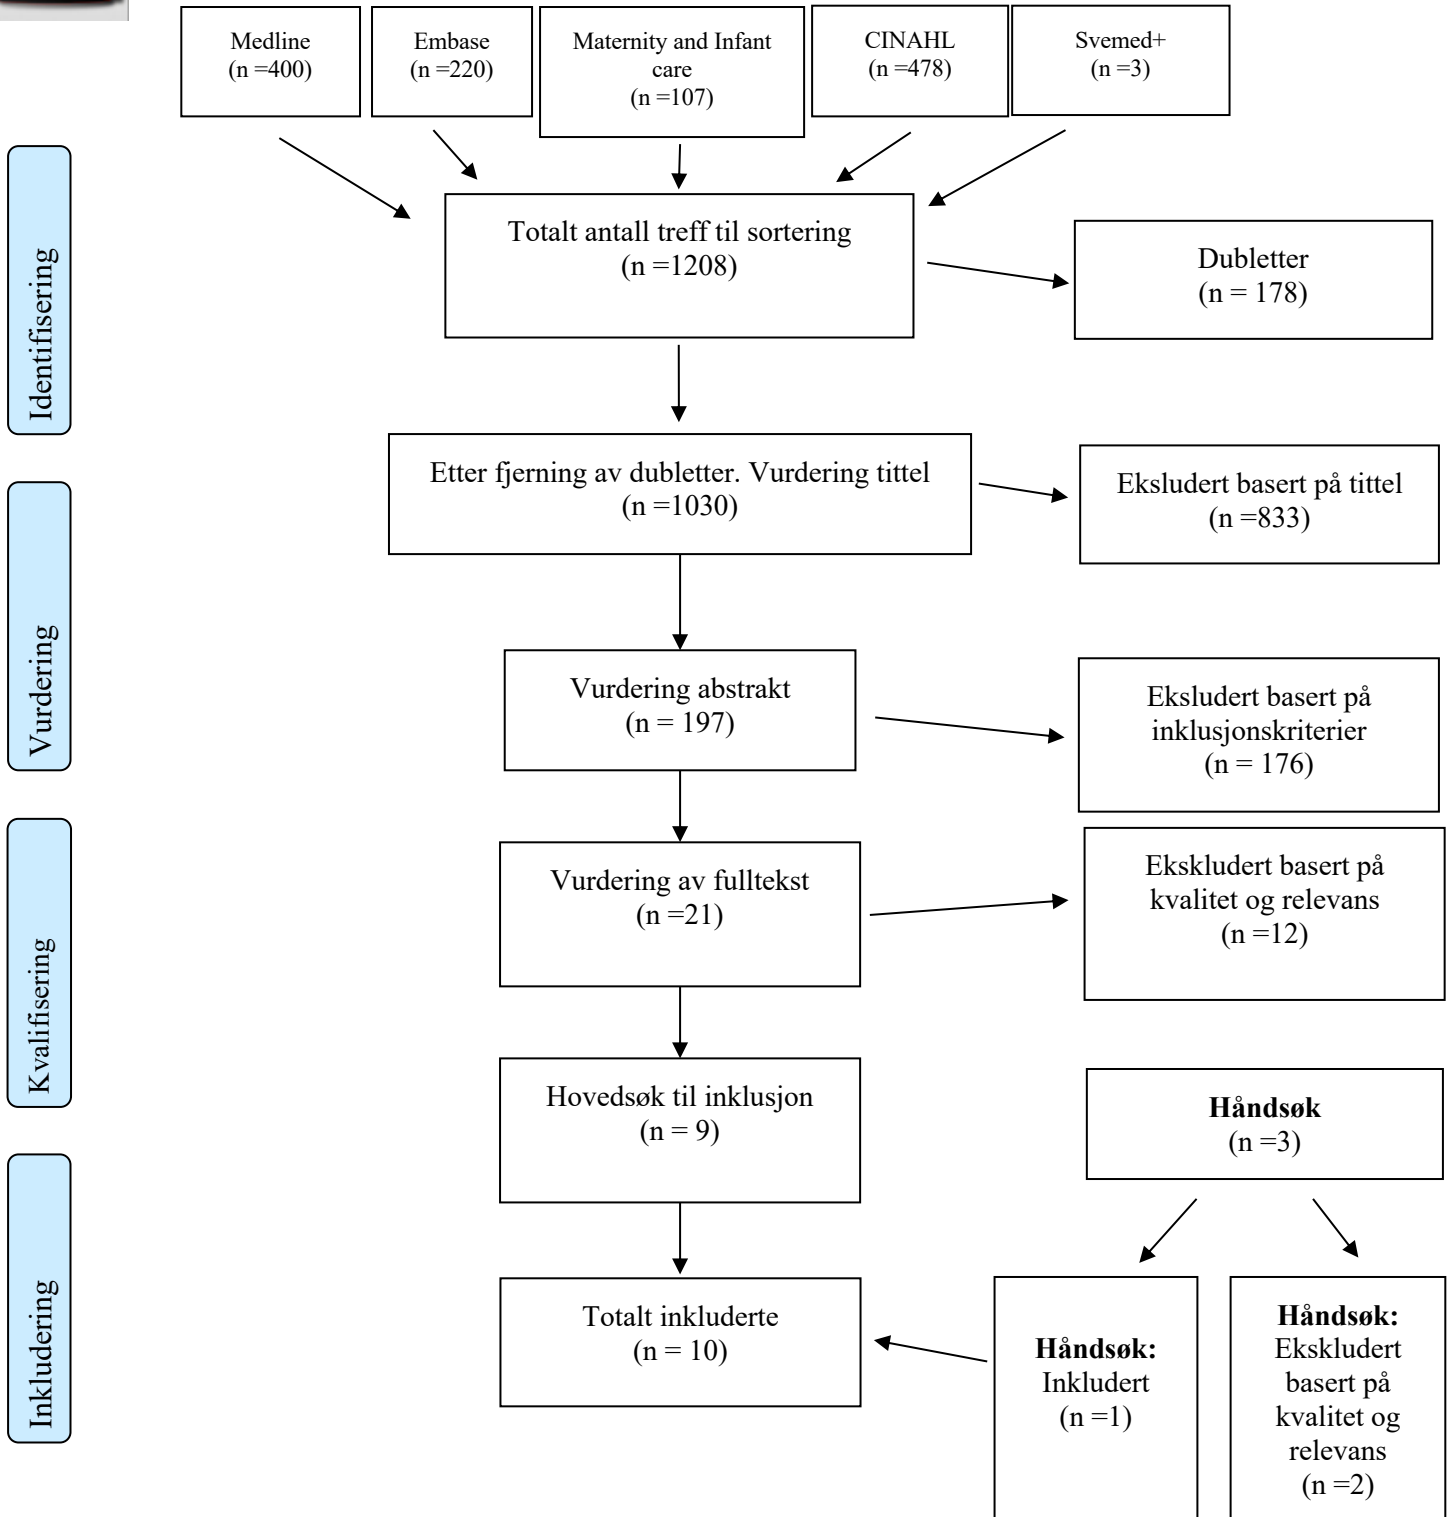 Medline
(n =400)
Embase
(n =220)
Maternity and Infant
care
(n =107)
CINAHL
(n =478)
Svemed+
(n =3)
Identifisering
Totalt antall treff til sortering
(n =1208)
Dubletter
(n = 178)
Etter fjerning av dubletter. Vurdering tittel
(n =1030)
Eksludert basert på tittel
(n =833)
Vurdering
Vurdering abstrakt
(n = 197)
Eksludert basert på
inklusjonskriterier
(n = 176)
Kvalifisering
Vurdering av fulltekst
(n =21)
Ekskludert basert på
kvalitet og relevans
(n =12)
Hovedsøk til inklusjon
(n = 9)
Håndsøk
(n =3)
Inkludering
Totalt inkluderte
(n = 10)
Håndsøk:
Inkludert
(n =1)
Håndsøk:
Ekskludert
basert på
kvalitet og
relevans
(n =2)